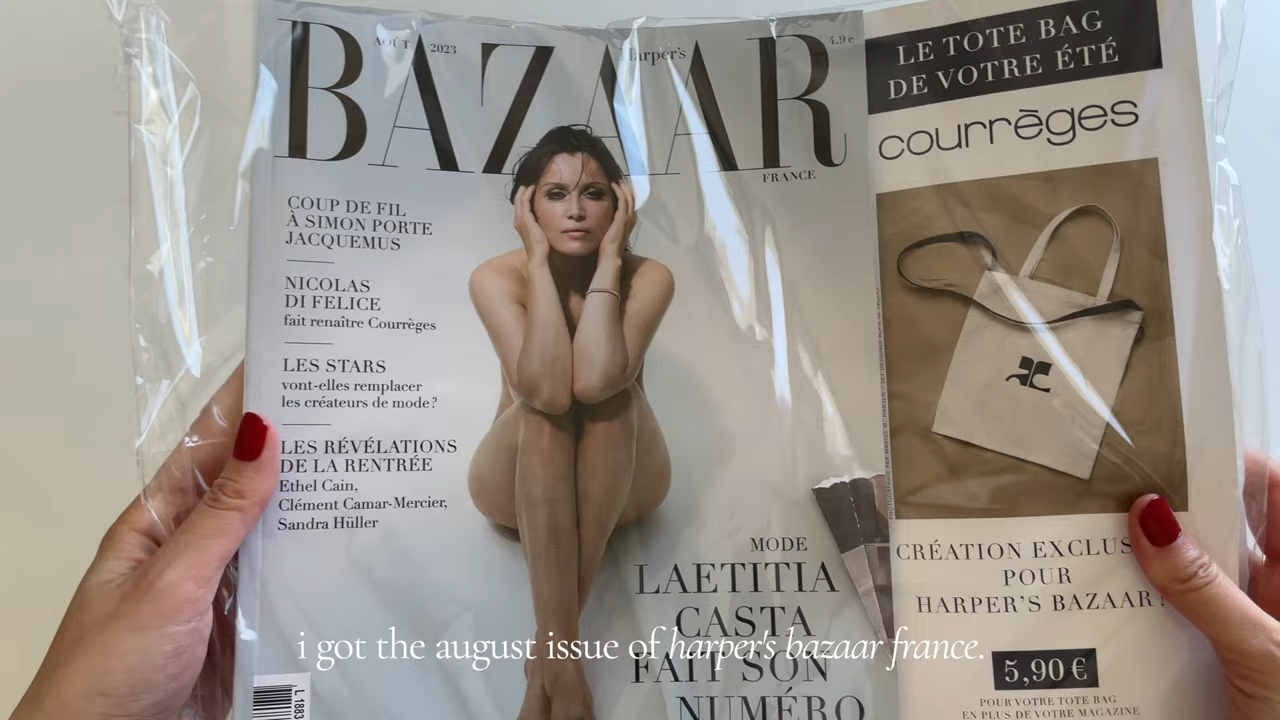 AOÛT 2023
Harper's
4.9 e
BAZAAR
FRANCE
COUP DE FIL
À SIMON PORTE
JACQUEMUS
NICOLAS
DI FELICE
fait renaître Courrèges
LES STARS
vont-elles remplacer
les créateurs de mode?
LES RÉVÉLATIONS
DE LA RENTRÉE
Ethel Cain,
Clément Camar-Mercier,
Sandra Hüller
MODE
LAETITIA
CASTA
FAIT SON
NUMÉRO
LE TOTE BAG
DE VOTRE ÉTÉ
courrèges
CRÉATION EXCLUS
POUR
HARPER'S BAZAAR!
5,90 €
POUR VOTRE TOTE BAG
EN PLUS DE VOTRE MAGAZINE
i got the august issue of harper's bazaar france.